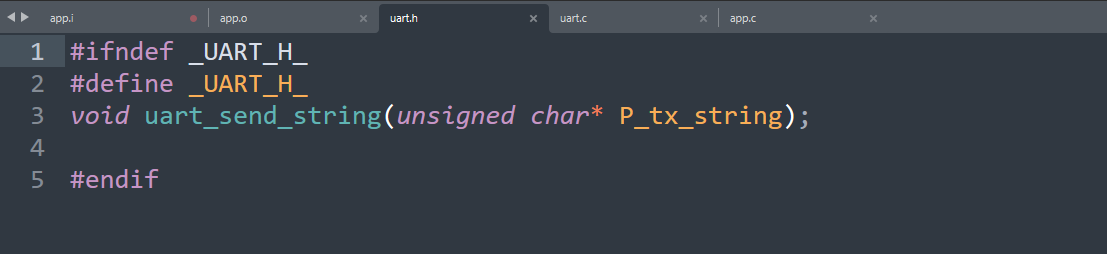 app.i app.o uart.h uart.c app.c
1 #ifndef _UART_H_
2 #define _UART_H_
3 void uart_send_string(unsigned char* P_tx_string);
4
5 #endif